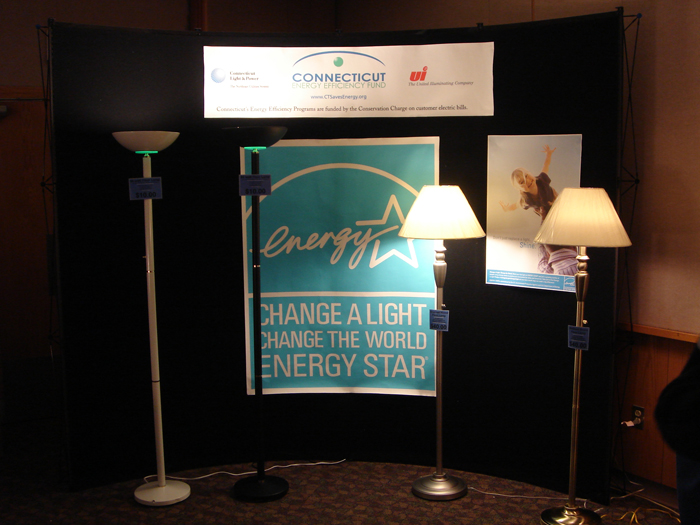 Connecticut
Light & Power
CONNECTICUT
ENERGY EFFICIENCY FUND
www.CTSavesEnergy.org
ui
The United Illuminating Company
Connecticut's Energy Efficiency Programs are funded by the Conservation Charge on customer electric bills.
energy
CHANGE A LIGHT
CHANGE THE WORLD
ENERGY STAR